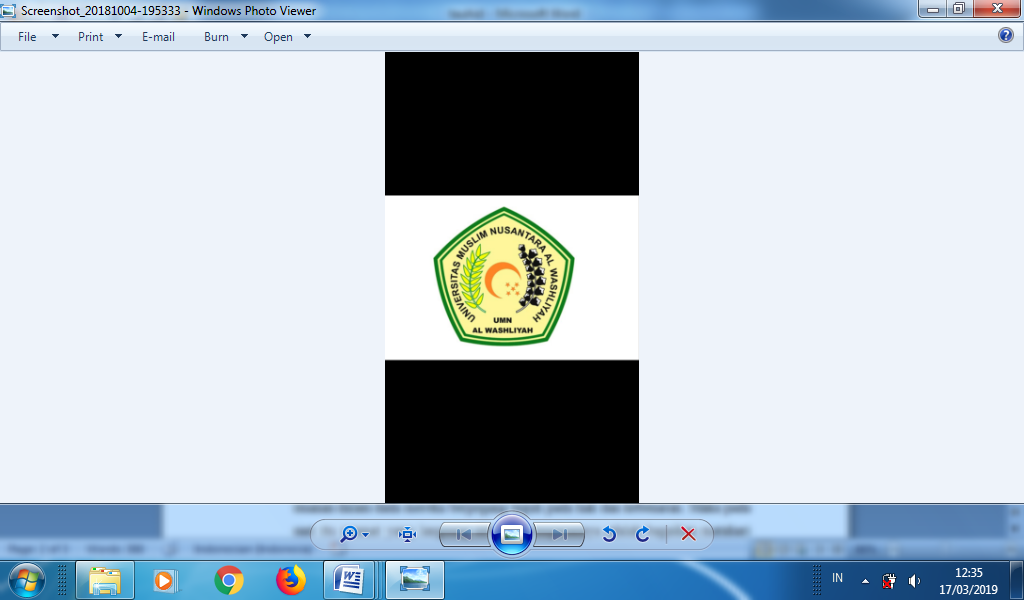 Screenshot_20181004-195333 - Windows Photo Viewer
File Print E-mail Burn Open
UNIVERSITAS MUSLIM NUSANTARA AL WASHLIYAH
UMN
AL WASHLIYAH
IN
12:35
17/03/2019